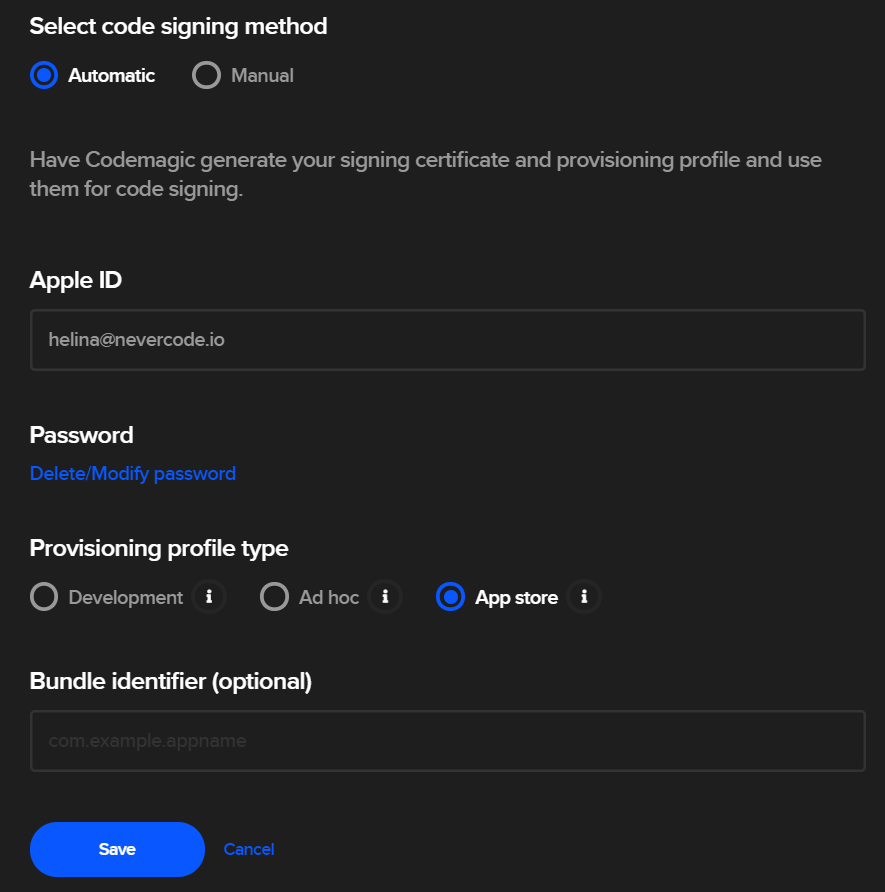 Select code signing method
Automatic Manual
Have Codemagic generate your signing certificate and provisioning profile and use
them for code signing.
Apple ID
helina@nevercode.io
Password
Delete/Modify password
Provisioning profile type
Development i Ad hoc i App store i
Bundle identifier (optional)
com.example.appname
Save Cancel